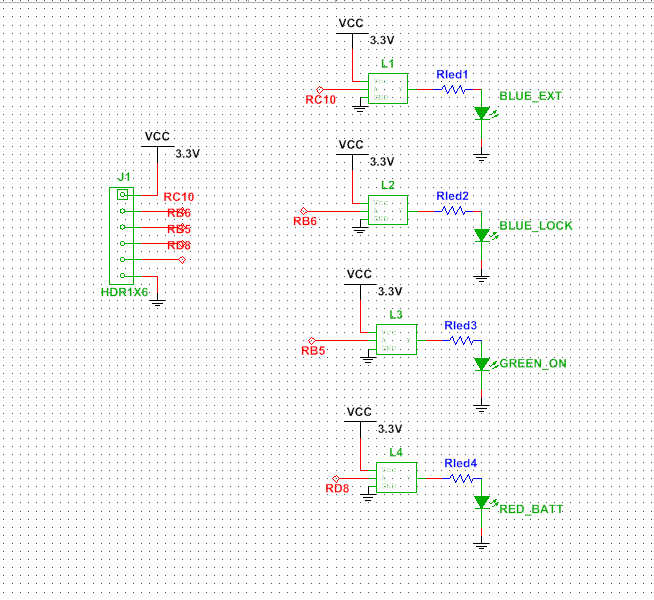 VCC
3.3V
L1
Rled1
RC10
BLUE_EXT
VCC
3.3V
J1
RC10
RB6
RB5
RD8
HDR1X6
VCC
3.3V
L2
Rled2
RB6
BLUE_LOCK
VCC
3.3V
L3
Rled3
RB5
GREEN_ON
VCC
3.3V
L4
Rled4
RD8
RED_BATT